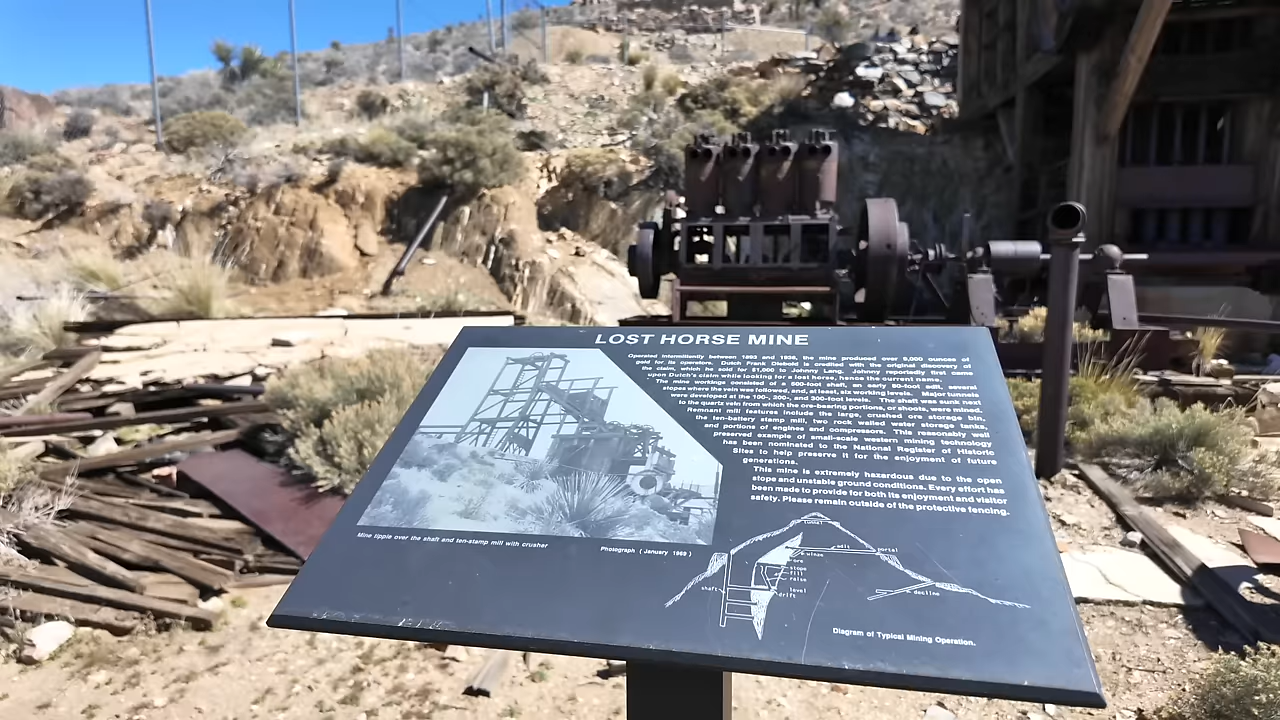 LOST HORSE MINE
Operated intermittently between 1893 and 1936, the mine produced over 9,000 ounces of
gold for its operators. Dutch Frank Diebold is credited with the original discovery of
the claim, which he sold for $1,000 to Johnny Lang. Johnny reportedly first came
upon Dutch's claim while looking for a lost horse, hence the current name.
The mine workings consisted of a 500-foot shaft, an early 80-foot adit, several
stopes where the vein was followed, and, at least, six working levels. Major tunnels
were developed at the 100-, 200-, and 300-foot levels. The shaft was sunk next
to the quartz vein from which the ore-bearing portions, or shoots, were mined.
Remnant mill features include the large, crushed ore storage bin,
the ten-battery stamp mill, two rock walled water storage tanks,
and portions of engines and compressors. This reasonably well
preserved example of small-scale western mining technology
has been nominated to the National Register of Historic
Sites to help preserve it for the enjoyment of future
generations.
This mine is extremely hazardous due to the open
stops and unstable ground conditions. Every effort has
been made to provide for both its enjoyment and visitor
safety. Please remain outside of the protective fencing.
Mine tipple over the shaft and ten-stamp mill with crusher
Photograph ( January 1969 )
tunnel
adit
portal
winze
ore
stope
fill
raise
shaft
level
drift
decline
Diagram of Typical Mining Operation.